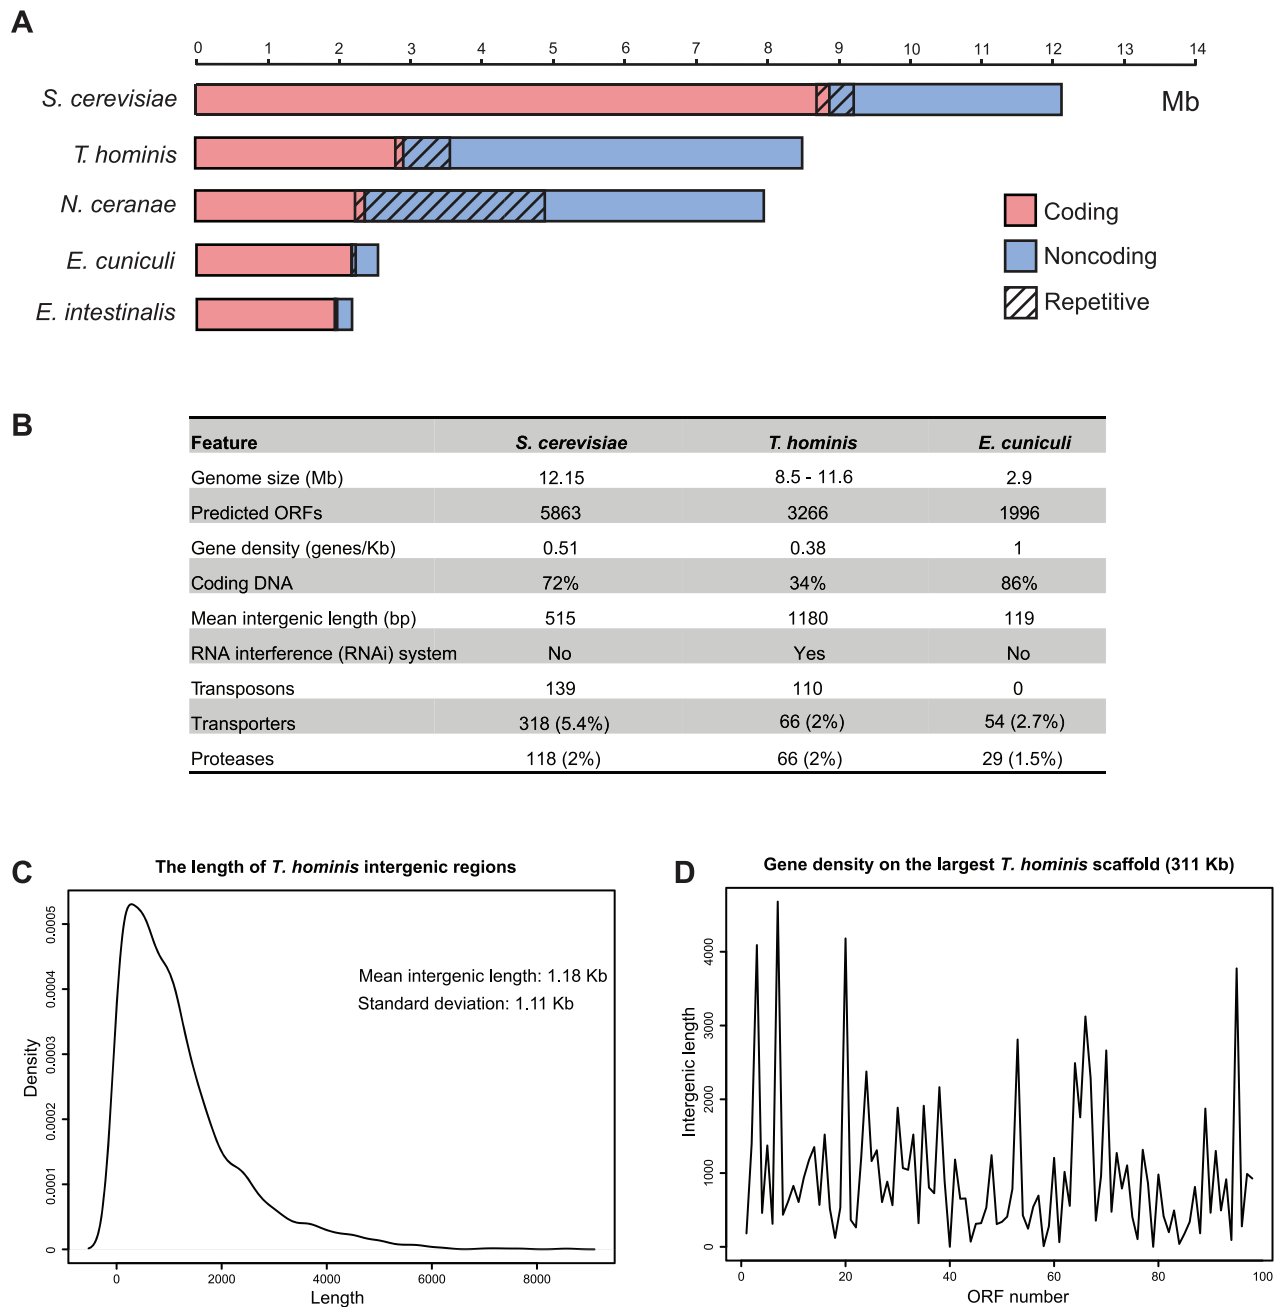 A
0 1 2 3 4 5 6 7 8 9 10 11 12 13 14
S. cerevisiae
Mb
T. hominis
N. ceranae
E. cuniculi
E. intestinalis
Coding
Noncoding
Repetitive
B
Feature S. cerevisiae T. hominis E. cuniculi
Genome size (Mb) 12.15 8.5 - 11.6 2.9
Predicted ORFs 5863 3266 1996
Gene density (genes/Kb) 0.51 0.38 1
Coding DNA 72% 34% 86%
Mean intergenic length (bp) 515 1180 119
RNA interference (RNAi) system No Yes No
Transposons 139 110 0
Transporters 318 (5.4%) 66 (2%) 54 (2.7%)
Proteases 118 (2%) 66 (2%) 29 (1.5%)
C
The length of T. hominis intergenic regions
Density
0.0005
0.0004
0.0003
0.0002
0.0001
0
Mean intergenic length: 1.18 Kb
Standard deviation: 1.11 Kb
0 2000 4000 6000 8000
Length
D
Gene density on the largest T. hominis scaffold (311 Kb)
Intergenic length
4000
3000
2000
1000
0
0 20 40 60 80 100
ORF number